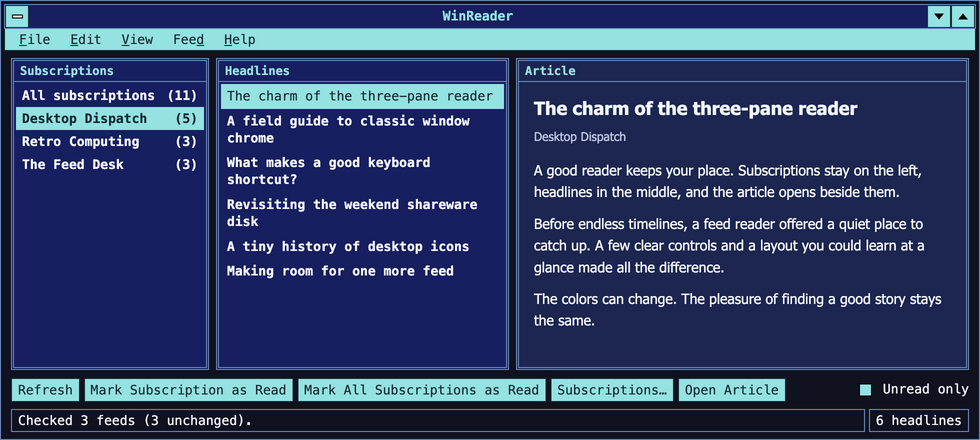 WinReader
File Edit View Feed Help
Subscriptions
All subscriptions (11)
Desktop Dispatch (5)
Retro Computing (3)
The Feed Desk (3)
Headlines
The charm of the three-pane reader
A field guide to classic window
chrome
What makes a good keyboard
shortcut?
Revisiting the weekend shareware
disk
A tiny history of desktop icons
Making room for one more feed
Article
The charm of the three-pane reader
Desktop Dispatch
A good reader keeps your place. Subscriptions stay on the left,
headlines in the middle, and the article opens beside them.
Before endless timelines, a feed reader offered a quiet place to
catch up. A few clear controls and a layout you could learn at a
glance made all the difference.
The colors can change. The pleasure of finding a good story stays
the same.
Refresh Mark Subscription as Read Mark All Subscriptions as Read Subscriptions… Open Article Unread only
Checked 3 feeds (3 unchanged). 6 headlines